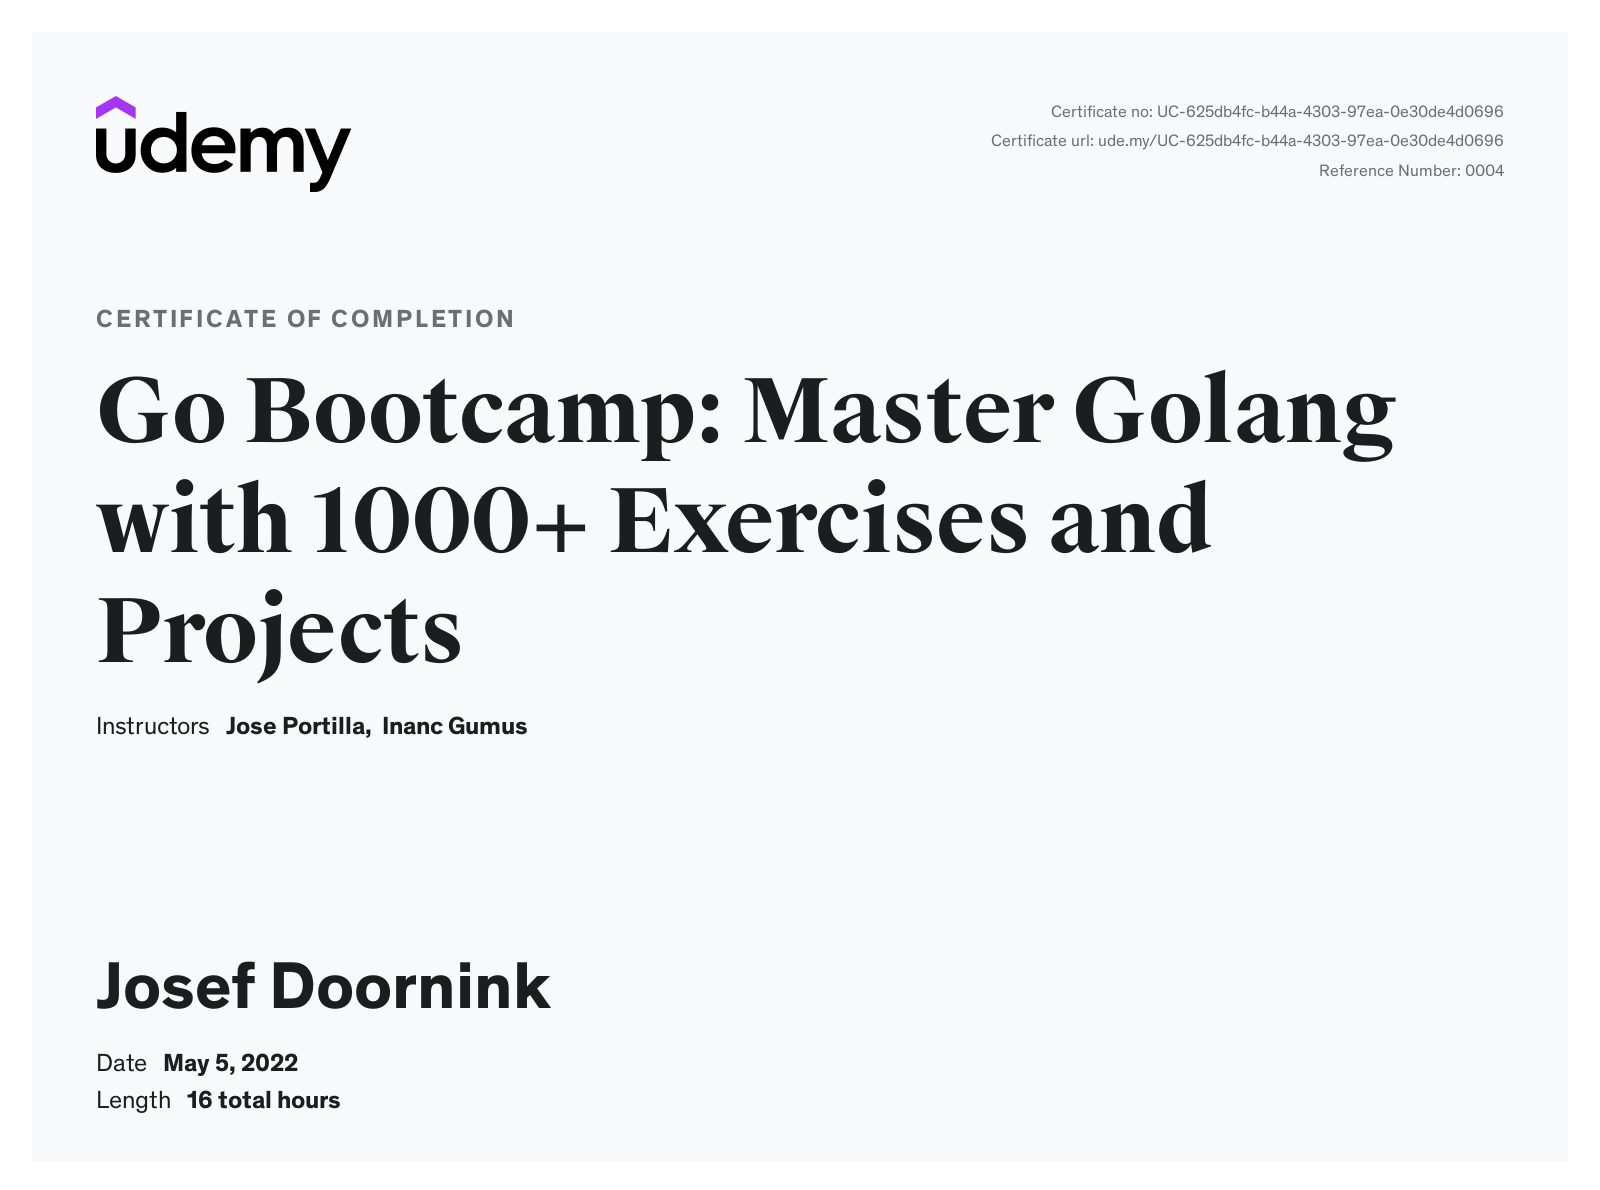 udemy
Certificate no: UC-625db4fc-b44a-4303-97ea-0e30de4d0696
Certificate url: ude.my/UC-625db4fc-b44a-4303-97ea-0e30de4d0696
Reference Number: 0004
CERTIFICATE OF COMPLETION
Go Bootcamp: Master Golang
with 1000+ Exercises and
Projects
Instructors Jose Portilla, Inanc Gumus
Josef Doornink
Date May 5, 2022
Length 16 total hours